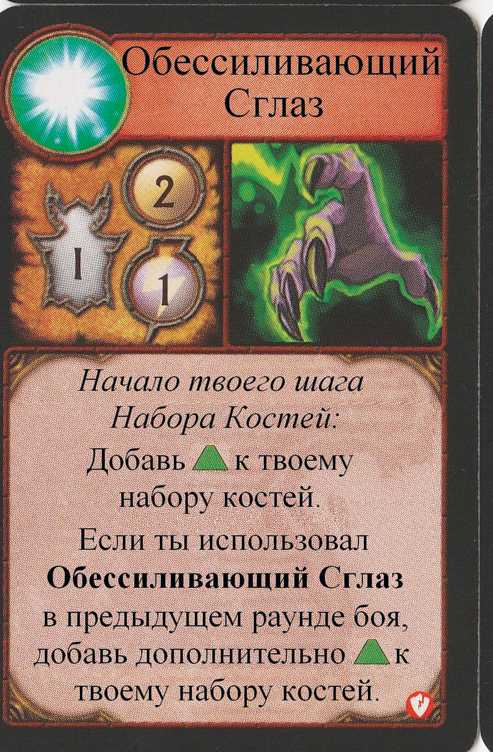 Обессиливающий
Сглаз
2
1
1
Начало твоего шага
Набора Костей:
Добавь к твоему
набору костей.
Если ты использовал
Обессиливающий Сглаз
в предыдущем раунде боя,
добавь дополнительно к
твоему набору костей.